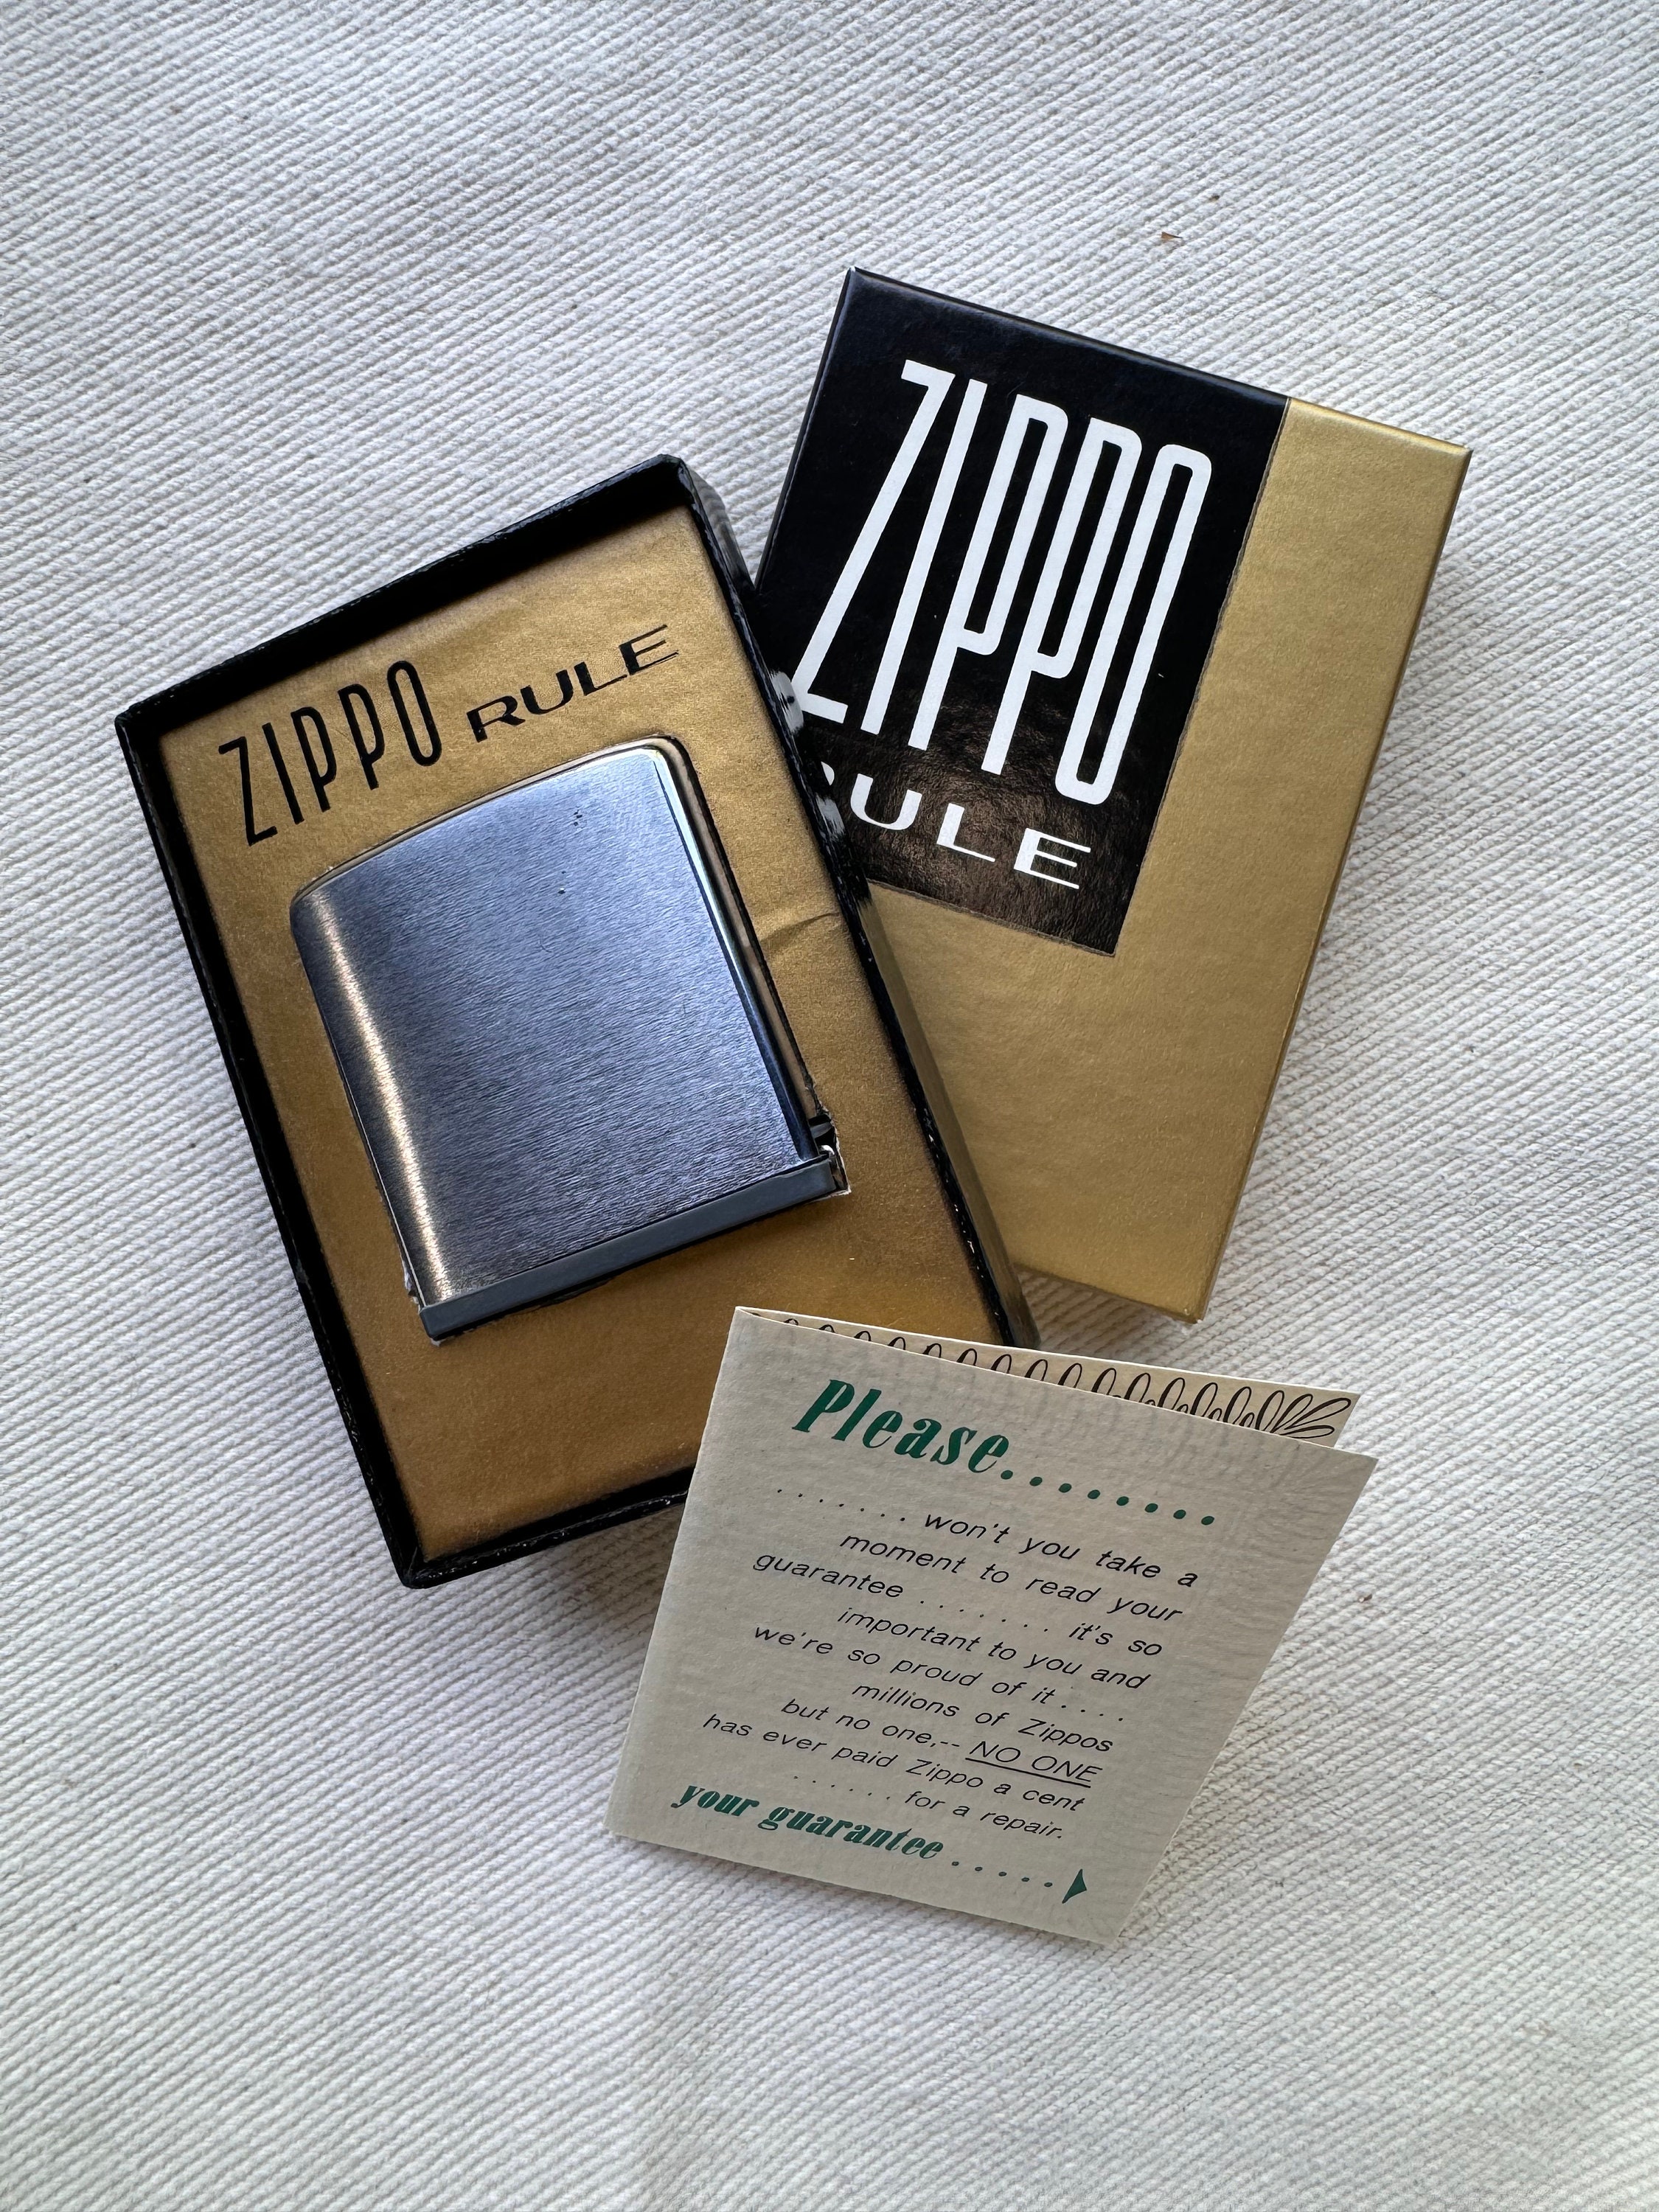 ZIPPO
RULE
ZIPPO RULE
Please........
....... won't you take a
moment to read your
guarantee ....... it's so
important to you and
we're so proud of it ....
millions of Zippos
but no one,-- NO ONE
has ever paid Zippo a cent
...... for a repair.
your guarantee .....